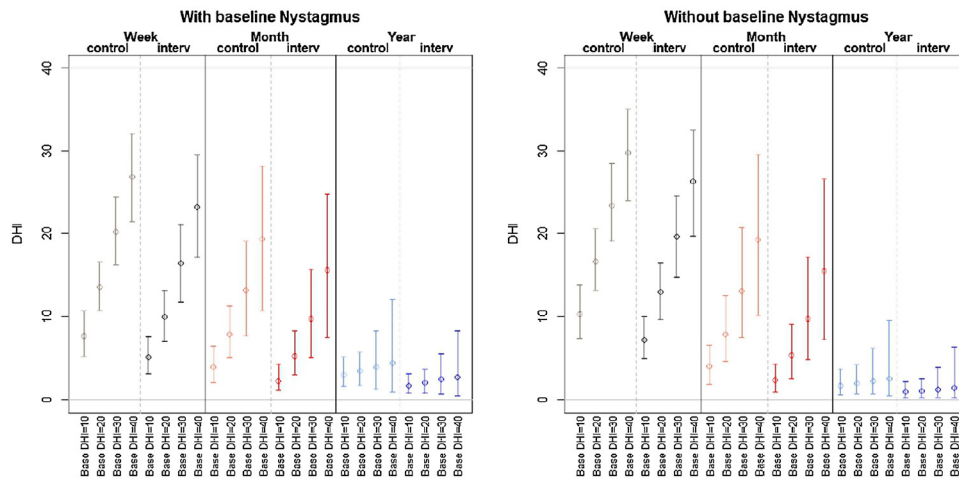 With baseline Nystagmus
Week Month Year
control interv control interv control interv
40
30
20
10
0
DHI
Base DHI=10
Base DHI=20
Base DHI=30
Base DHI=40
Base DHI=10
Base DHI=20
Base DHI=30
Base DHI=40
Base DHI=10
Base DHI=20
Base DHI=30
Base DHI=40
Base DHI=10
Base DHI=20
Base DHI=30
Base DHI=40
Base DHI=10
Base DHI=20
Base DHI=30
Base DHI=40
Base DHI=10
Base DHI=20
Base DHI=30
Base DHI=40
Without baseline Nystagmus
Week Month Year
control interv control interv control interv
40
30
20
10
0
DHI
Base DHI=10
Base DHI=20
Base DHI=30
Base DHI=40
Base DHI=10
Base DHI=20
Base DHI=30
Base DHI=40
Base DHI=10
Base DHI=20
Base DHI=30
Base DHI=40
Base DHI=10
Base DHI=20
Base DHI=30
Base DHI=40
Base DHI=10
Base DHI=20
Base DHI=30
Base DHI=40
Base DHI=10
Base DHI=20
Base DHI=30
Base DHI=40